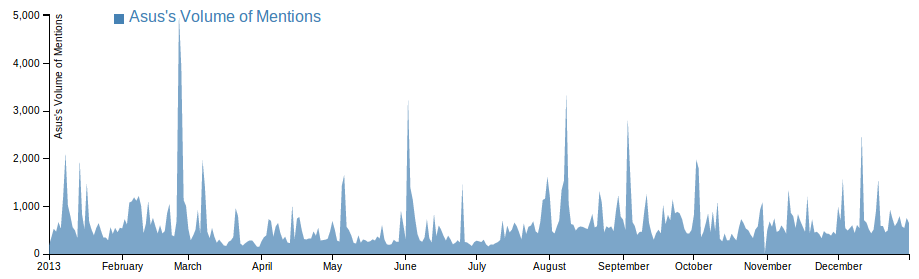 Asus's Volume of Mentions
5,000
4,000
3,000
2,000
1,000
0
Asus's Volume of Mentions
2013 February March April May June July August September October November December